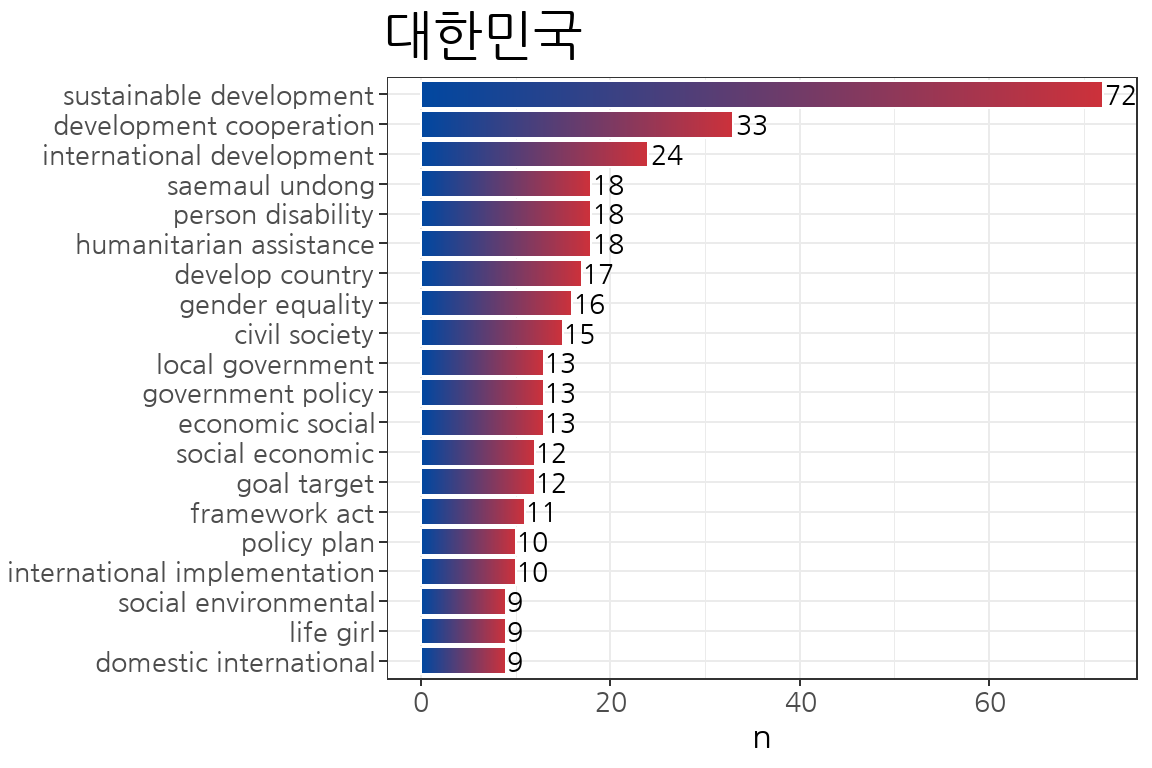 대한민국
sustainable development 72
development cooperation 33
international development 24
saemaul undong 18
person disability 18
humanitarian assistance 18
develop country 17
gender equality 16
civil society 15
local government 13
government policy 13
economic social 13
social economic 12
goal target 12
framework act 11
policy plan 10
international implementation 10
social environmental 9
life girl 9
domestic international 9
0 20 40 60
n